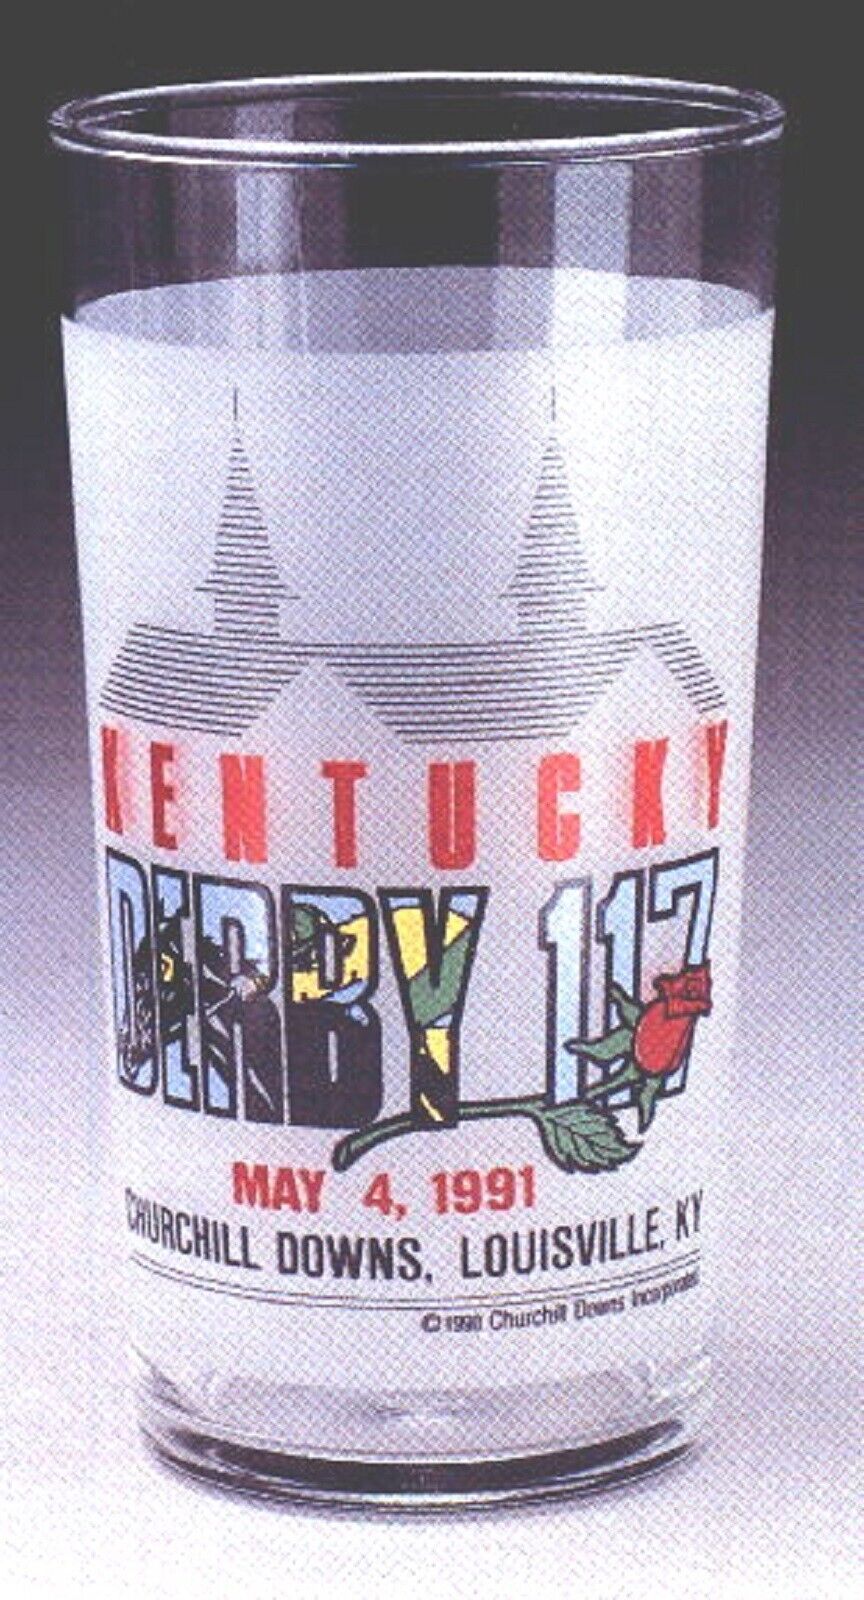 KENTUCKY
DERBY 117
MAY 4, 1991
CHURCHILL DOWNS, LOUISVILLE, KY
© 1990 Churchill Downs Incorporated